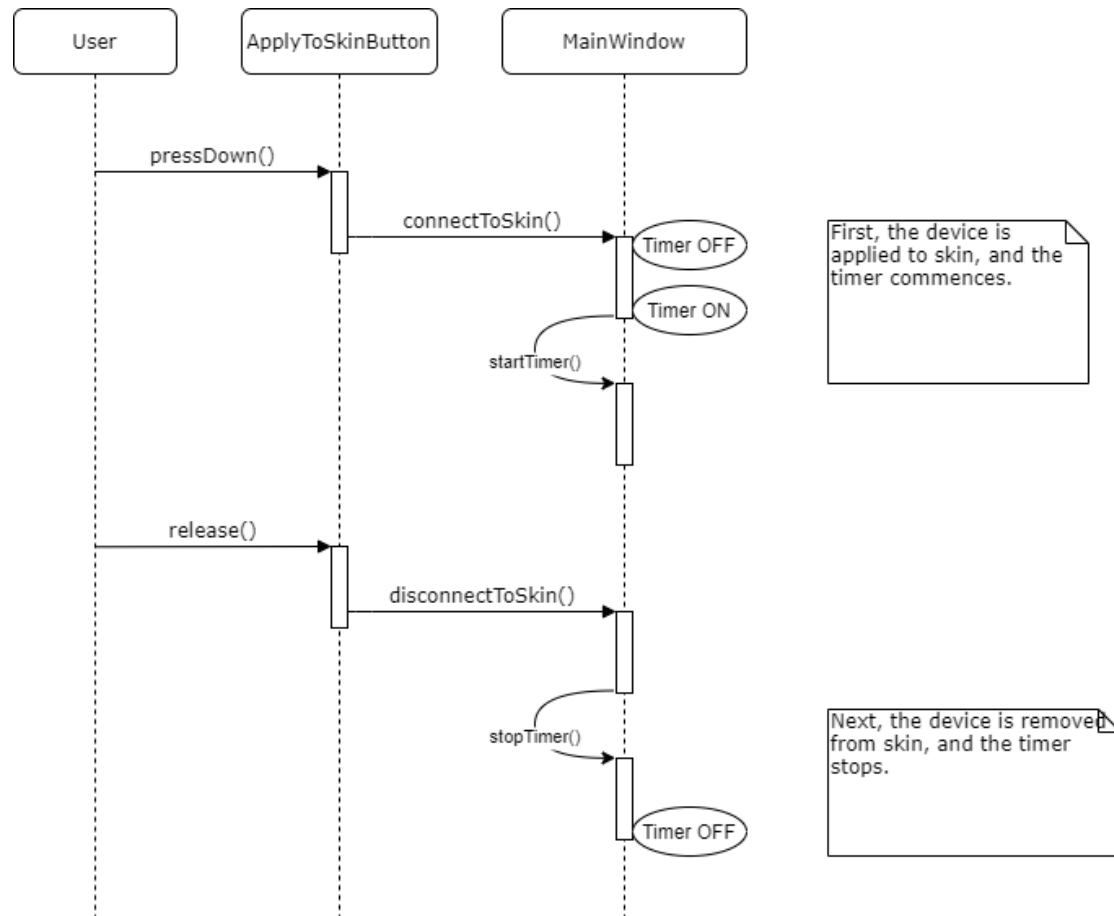 User
ApplyToSkinButton
MainWindow
pressDown()
connectToSkin()
Timer OFF
First, the device is
applied to skin, and the
timer commences.
Timer ON
startTimer()
release()
disconnectToSkin()
stopTimer()
Next, the device is removed
from skin, and the timer
stops.
Timer OFF